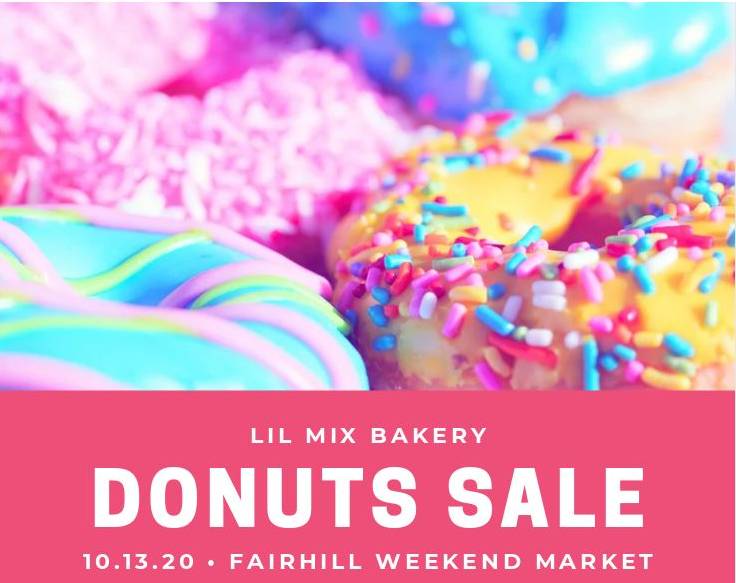 LIL MIX BAKERY
DONUTS SALE
10.13.20 • FAIRHILL WEEKEND MARKET